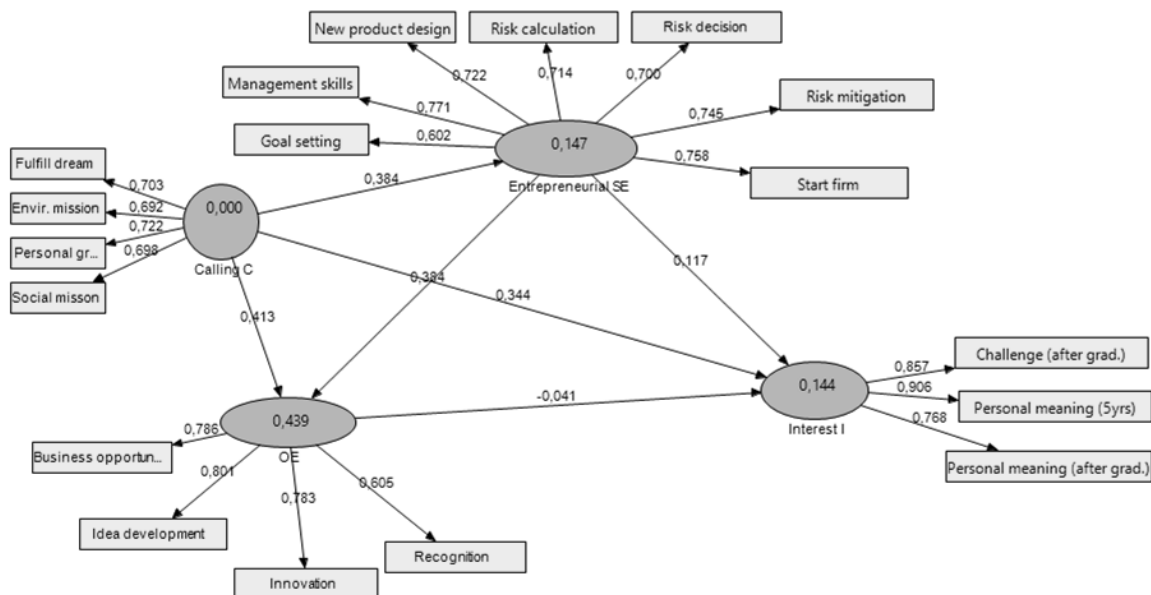 New product design
Risk calculation
Risk decision
0,722
0,714
0,700
Management skills
Risk mitigation
0,771
0,745
Goal setting
0,602
0,147
0,758
Entrepreneurial SE
Start firm
Fulfill dream
0,703
0,384
Envir. mission
0,692
0,000
Personal gr...
0,722
0,698
Calling C
Social misson
0,117
0,384
0,344
0,413
Challenge (after grad.)
0,857
0,144
0,906
Personal meaning (5yrs)
-0,041
0,768
0,439
Interest I
Business opportun...
0,786
OE
Personal meaning (after grad.)
0,801
0,783
0,605
Idea development
Recognition
Innovation